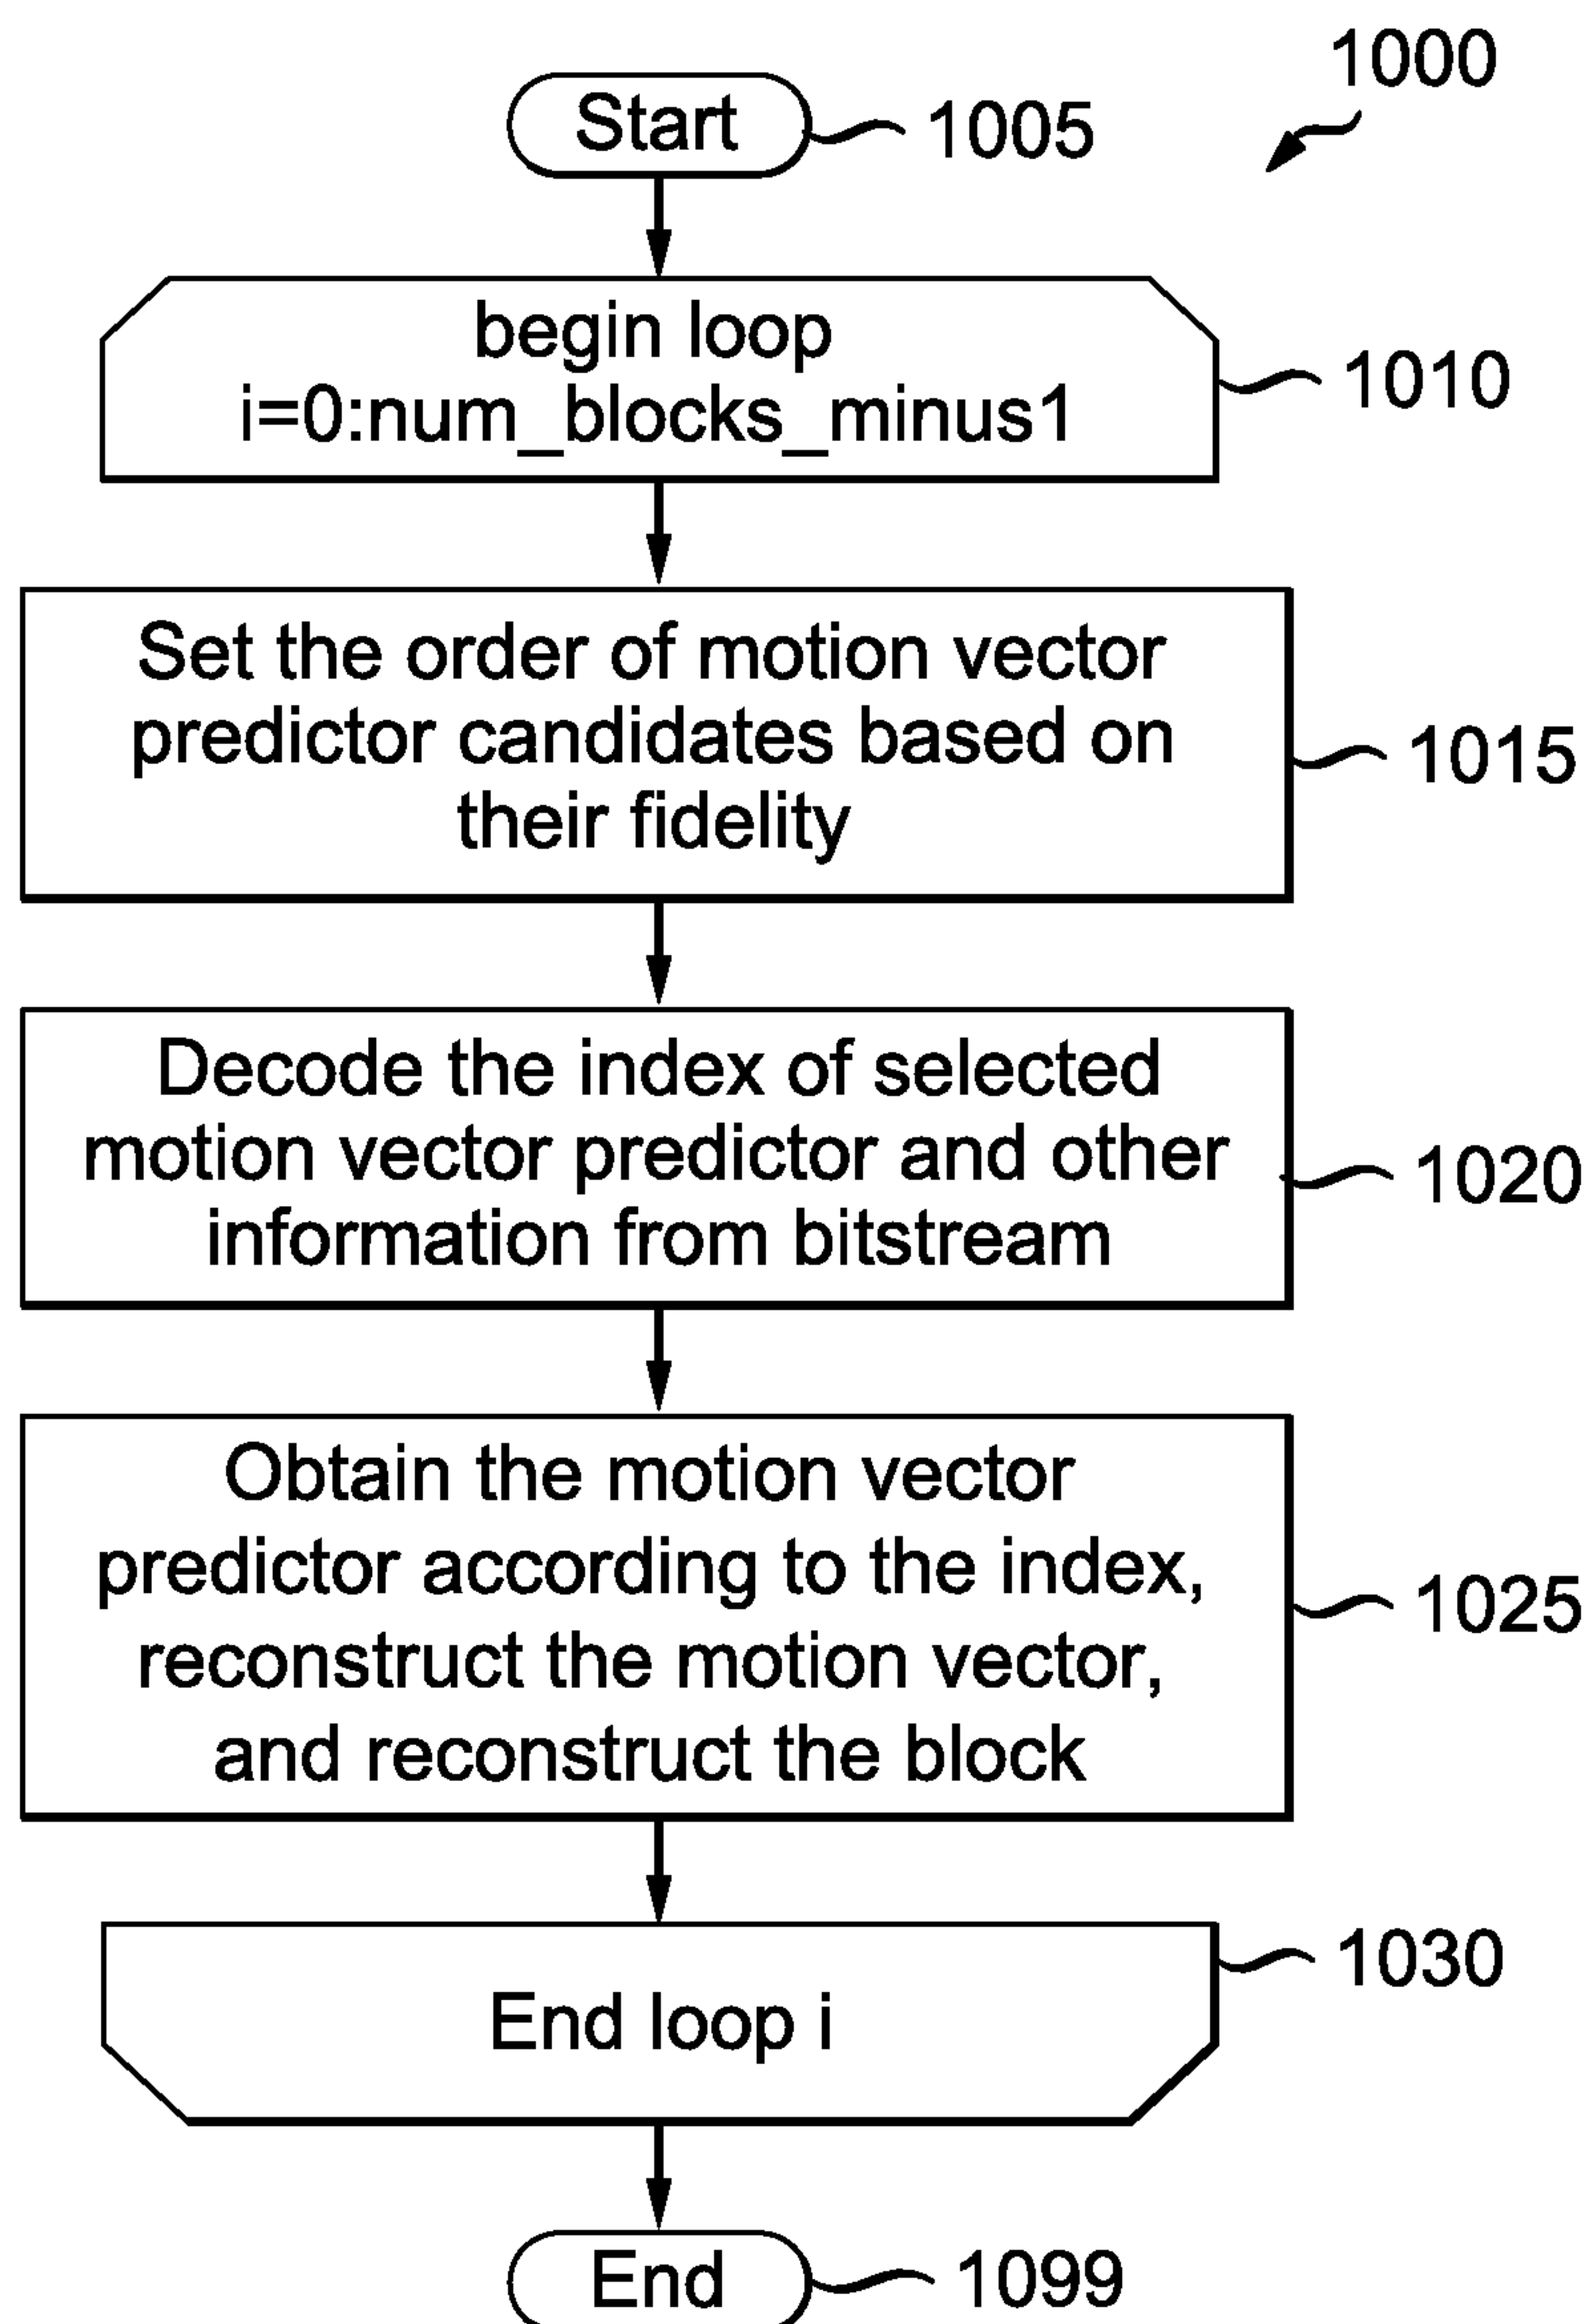 1000
Start
1005
begin loop
i=0:num_blocks_minus1
1010
Set the order of motion vector
predictor candidates based on
their fidelity
1015
Decode the index of selected
motion vector predictor and other
information from bitstream
1020
Obtain the motion vector
predictor according to the index,
reconstruct the motion vector,
and reconstruct the block
1025
End loop i
1030
End
1099